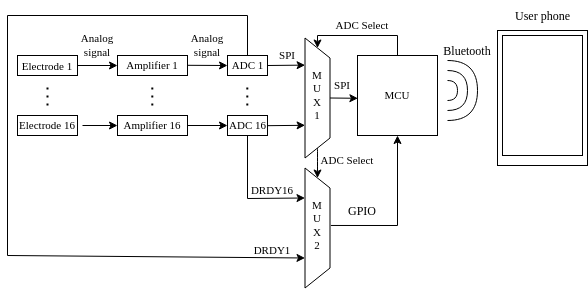 User phone
ADC Select
Analog
signal
Analog
signal
Bluetooth
SPI
Electrode 1
Amplifier 1
ADC 1
M
U
X
1
SPI
MCU
Electrode 16
Amplifier 16
ADC 16
ADC Select
DRDY16
M
U
X
2
GPIO
DRDY1